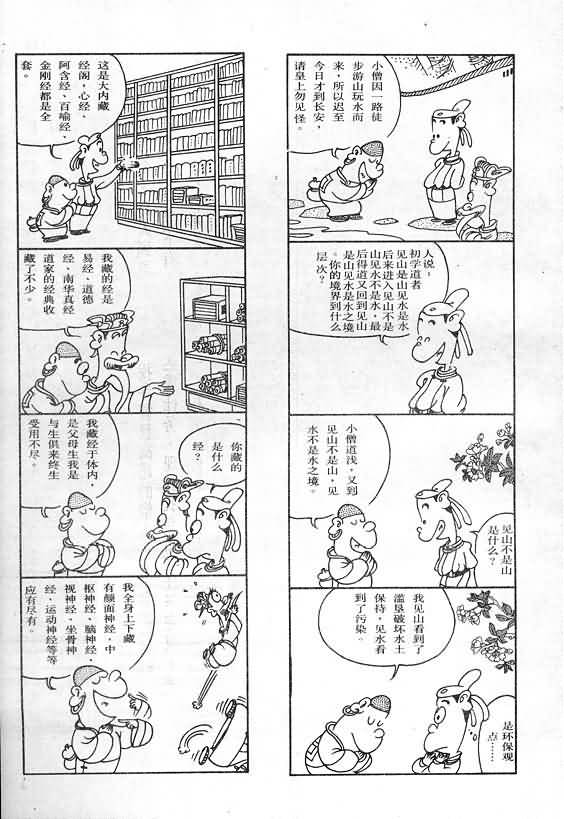 小僧因一路徒
步游山玩水而
来，所以迟至
今日才到长安，
请皇上勿见怪。
人说：
初学道者
见山是山见水是水
后来进入见山不是
山见水不是水，最
后得道又回到见山
是山见水是水之境
。你的境界到什么
层次？
小僧道浅，又到
见山不是山，见
水不是水之境。
见山不是山
是什么？
我见山看到了
滥垦破坏水土
保持，见水看
到了污染。
是环保观
点……
这是大内藏
经阁，心经、
阿含经、百喻经、
金刚经都是全
套。
我藏的经是
易经、道德
经、南华真经
道家的经典收
藏了不少。
你藏的
是什么
经？
我藏经于体内，
是父母生我是
与生俱来终生
受用不尽。
我全身上下藏
有颜面神经，中
枢神经、脑神经，
视神经、坐骨神
经、运动神经等等
应有尽有。